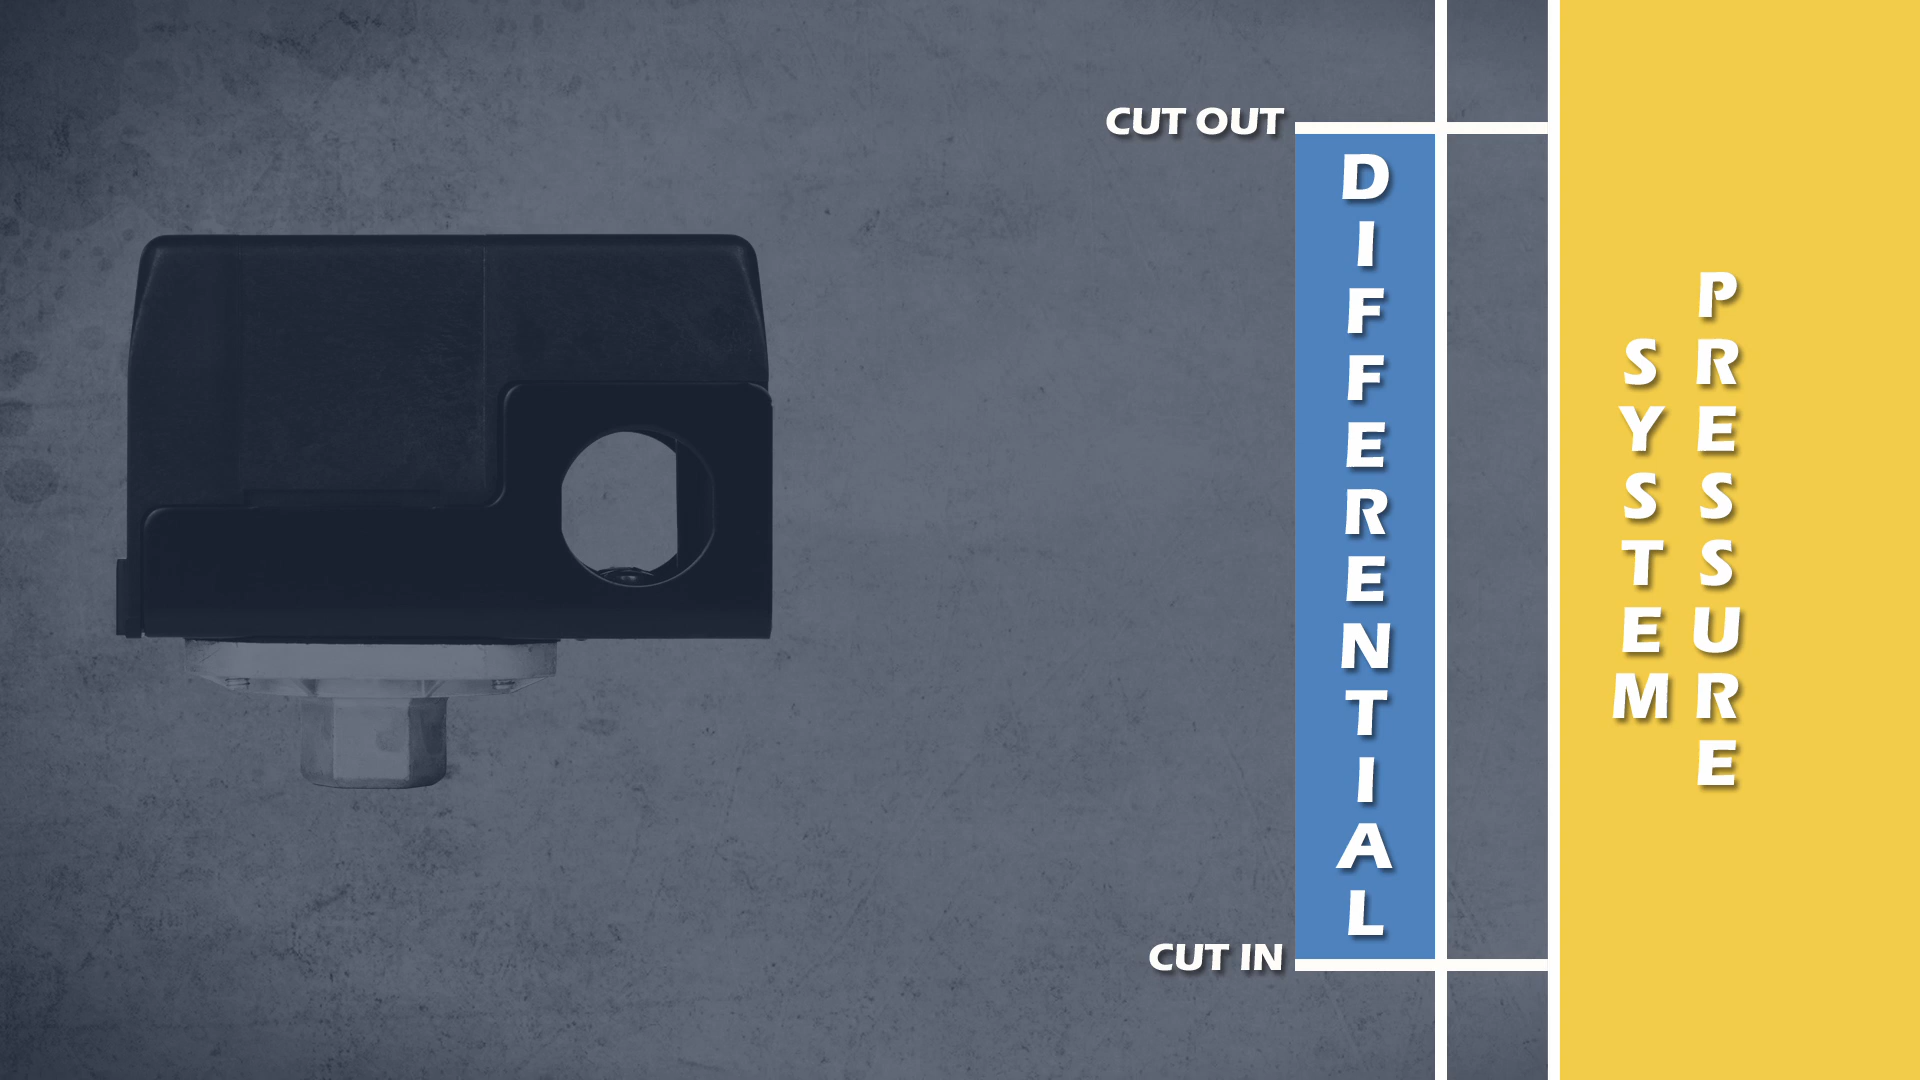 CUT OUT
DIFFERENTIAL
CUT IN
SYSTEM
PRESSURE